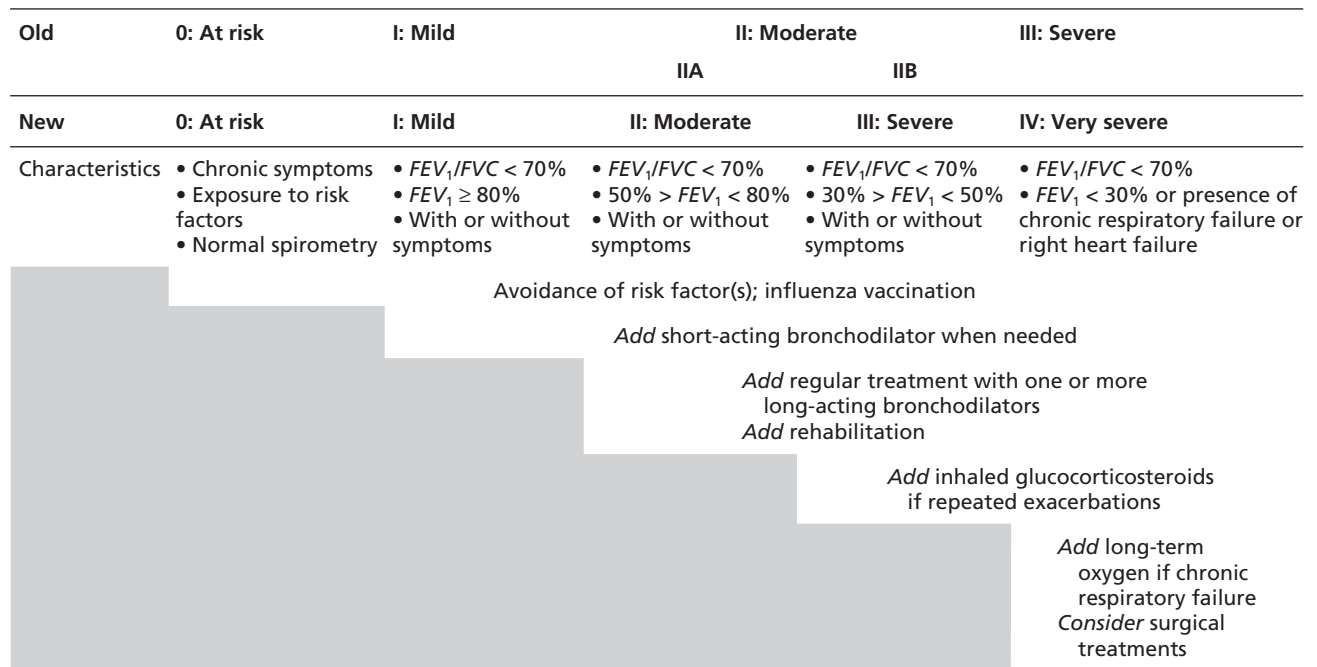 Old 0: At risk I: Mild II: Moderate III: Severe
IIA IIB
New 0: At risk I: Mild II: Moderate III: Severe IV: Very severe
Characteristics • Chronic symptoms • FEV₁/FVC < 70% • FEV₁/FVC < 70% • FEV₁/FVC < 70% • FEV₁/FVC < 70%
• Exposure to risk • FEV₁ ≥ 80% • 50% > FEV₁ < 80% • 30% > FEV₁ < 50% • FEV₁ < 30% or presence of
factors • With or without • With or without • With or without chronic respiratory failure or
• Normal spirometry symptoms symptoms symptoms right heart failure
Avoidance of risk factor(s); influenza vaccination
Add short-acting bronchodilator when needed
Add regular treatment with one or more
long-acting bronchodilators
Add rehabilitation
Add inhaled glucocorticosteroids
if repeated exacerbations
Add long-term
oxygen if chronic
respiratory failure
Consider surgical
treatments